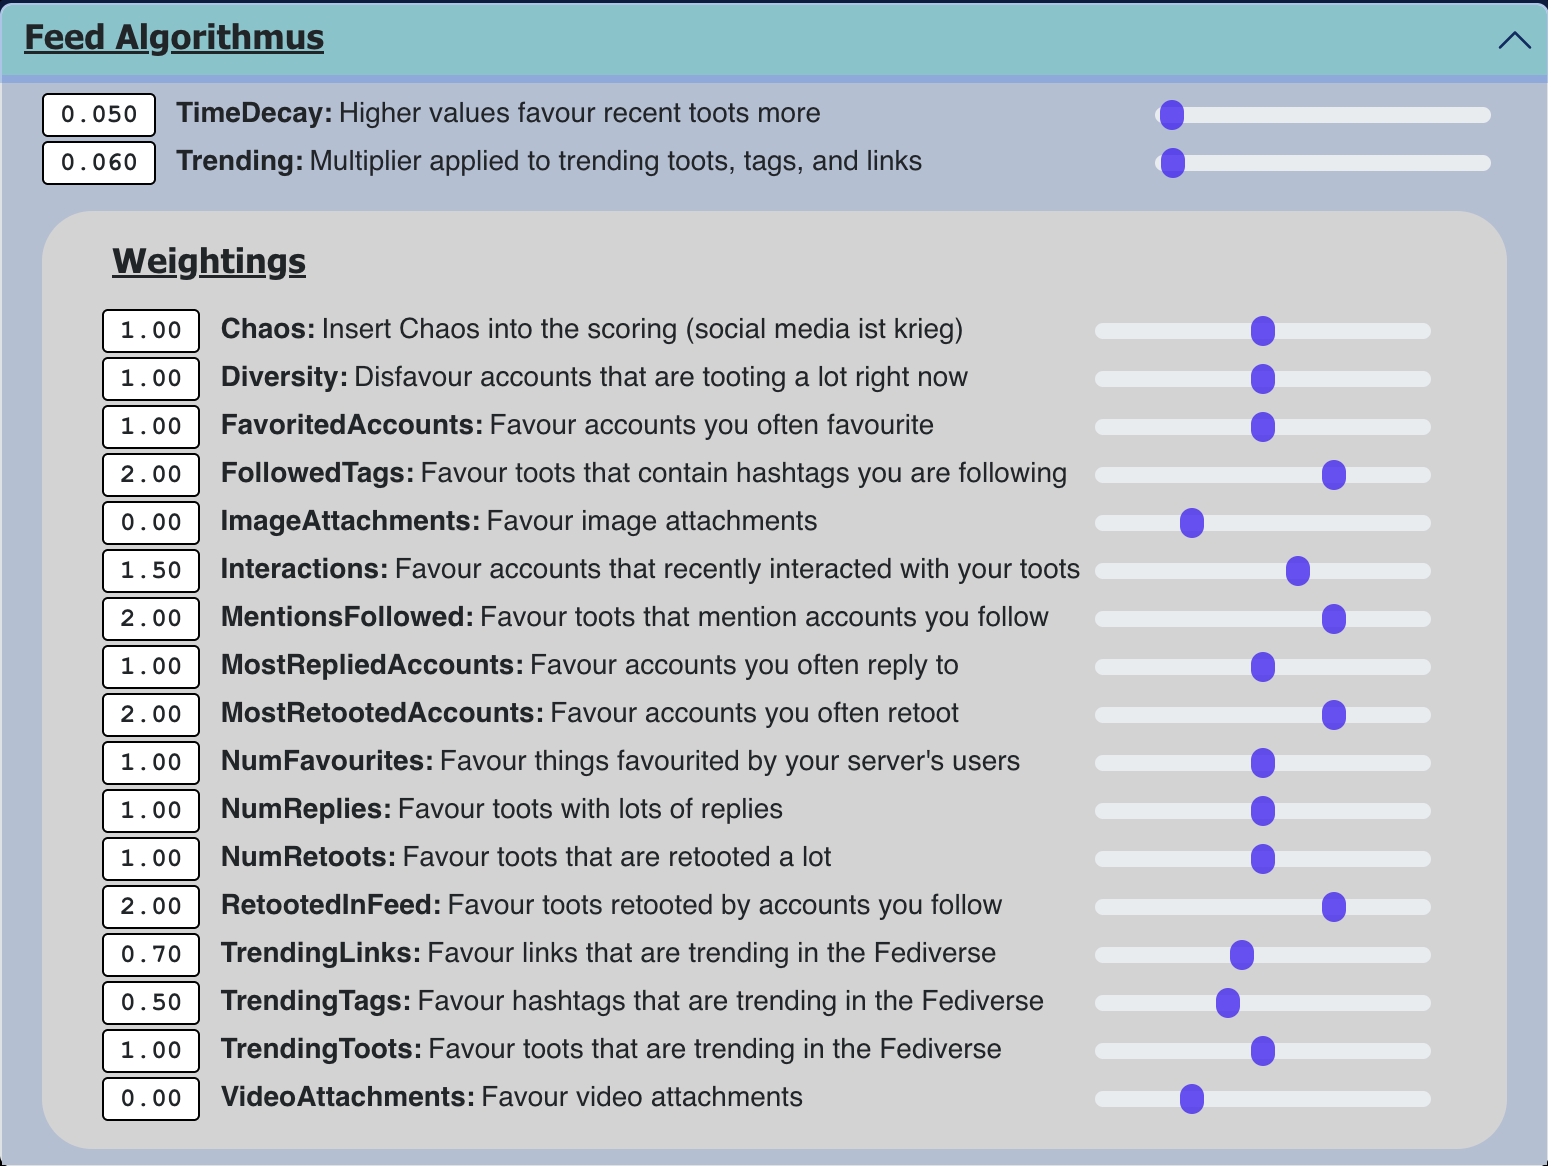 Feed Algorithmus
0.050 TimeDecay: Higher values favour recent toots more
0.060 Trending: Multiplier applied to trending toots, tags, and links
Weightings
1.00 Chaos: Insert Chaos into the scoring (social media ist krieg)
1.00 Diversity: Disfavour accounts that are tooting a lot right now
1.00 FavoritedAccounts: Favour accounts you often favourite
2.00 FollowedTags: Favour toots that contain hashtags you are following
0.00 ImageAttachments: Favour image attachments
1.50 Interactions: Favour accounts that recently interacted with your toots
2.00 MentionsFollowed: Favour toots that mention accounts you follow
1.00 MostRepliedAccounts: Favour accounts you often reply to
2.00 MostRetootedAccounts: Favour accounts you often retoot
1.00 NumFavourites: Favour things favourited by your server's users
1.00 NumReplies: Favour toots with lots of replies
1.00 NumRetoots: Favour toots that are retooted a lot
2.00 RetootedInFeed: Favour toots retooted by accounts you follow
0.70 TrendingLinks: Favour links that are trending in the Fediverse
0.50 TrendingTags: Favour hashtags that are trending in the Fediverse
1.00 TrendingToots: Favour toots that are trending in the Fediverse
0.00 VideoAttachments: Favour video attachments